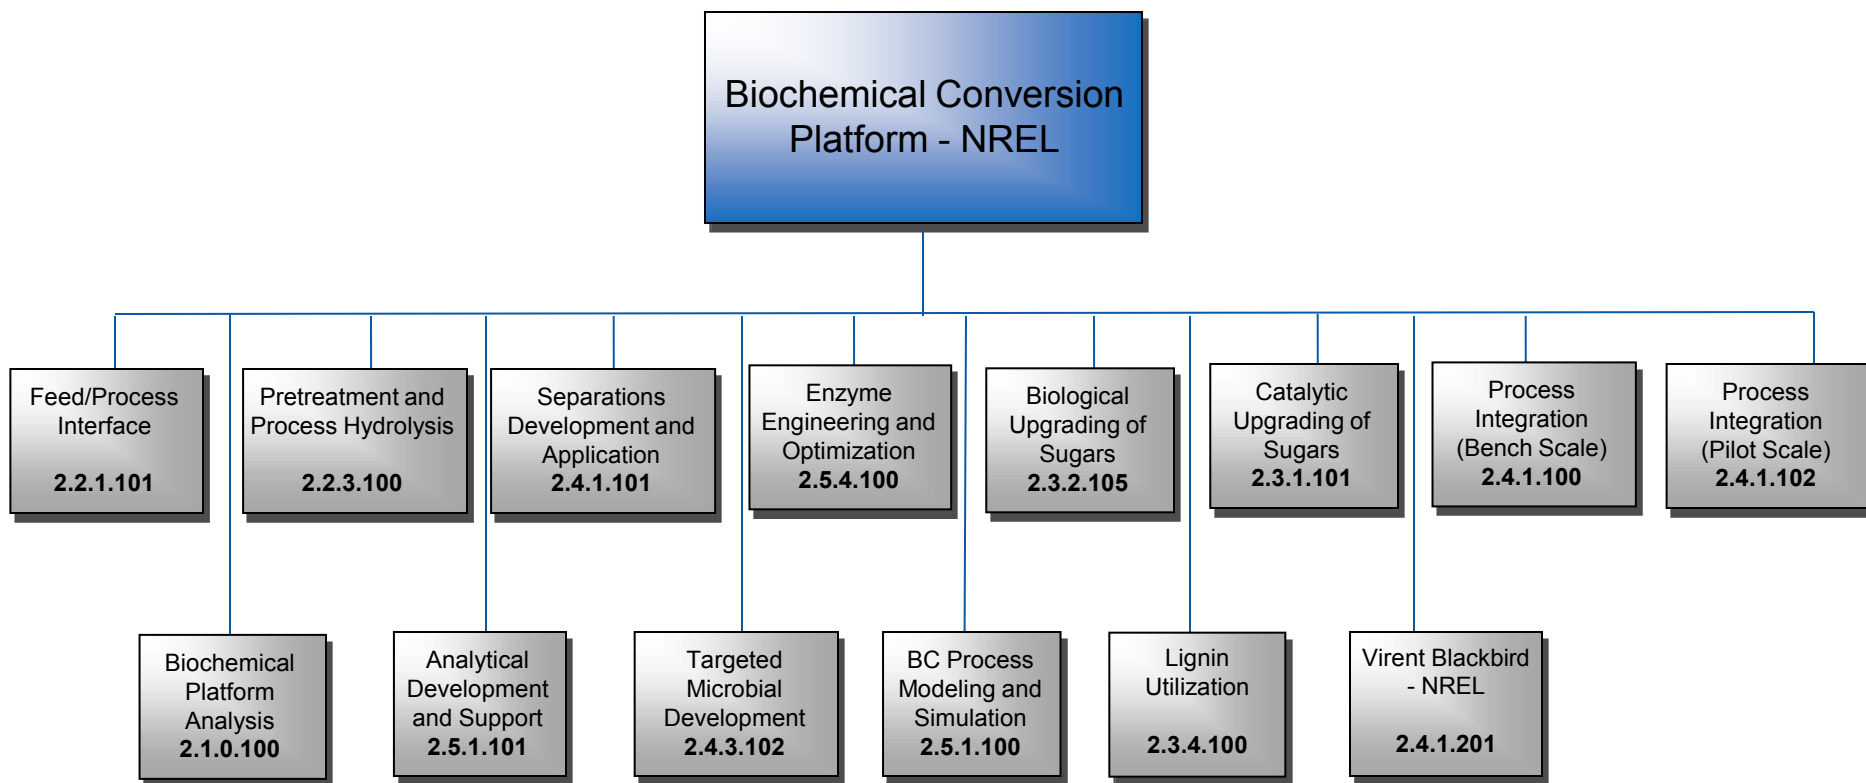 Biochemical Conversion
Platform - NREL
Feed/Process
Interface
2.2.1.101
Pretreatment and
Process Hydrolysis
2.2.3.100
Separations
Development and
Application
2.4.1.101
Enzyme
Engineering and
Optimization
2.5.4.100
Biological
Upgrading of
Sugars
2.3.2.105
Catalytic
Upgrading of
Sugars
2.3.1.101
Process
Integration
(Bench Scale)
2.4.1.100
Process
Integration
(Pilot Scale)
2.4.1.102
Biochemical
Platform
Analysis
2.1.0.100
Analytical
Development
and Support
2.5.1.101
Targeted
Microbial
Development
2.4.3.102
BC Process
Modeling and
Simulation
2.5.1.100
Lignin
Utilization
2.3.4.100
Virent Blackbird
- NREL
2.4.1.201